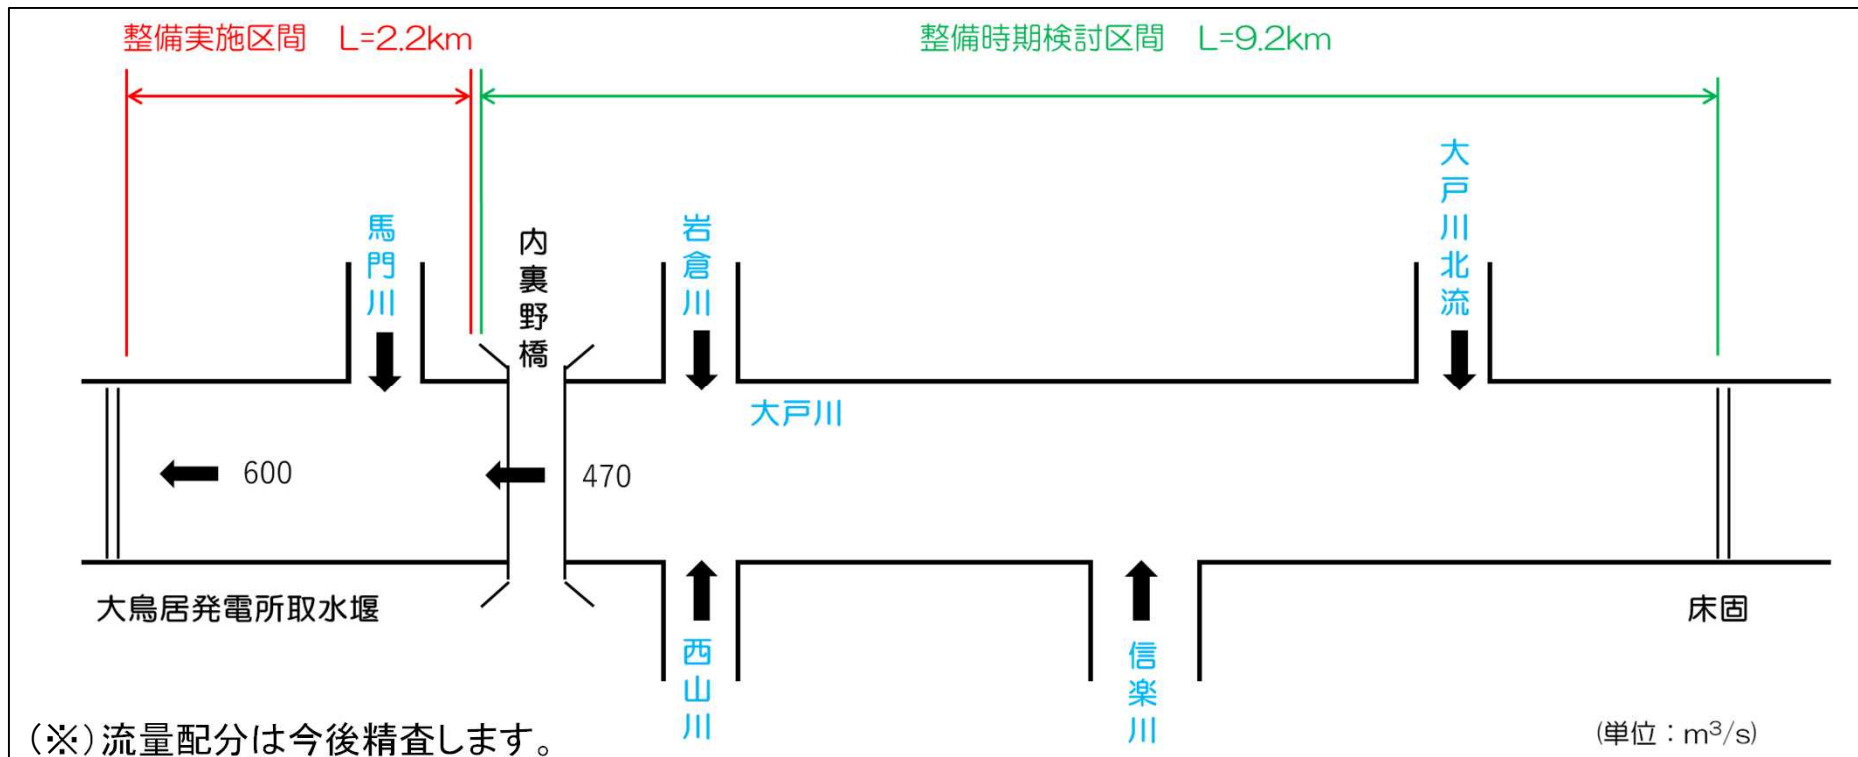 整備実施区間　L=2.2km
整備時期検討区間　L=9.2km
馬門川
内裏野橋
岩倉川
大戸川北流
大戸川
600
470
大鳥居発電所取水堰
床固
西山川
信楽川
(※)流量配分は今後精査します。
(単位：m³/s)